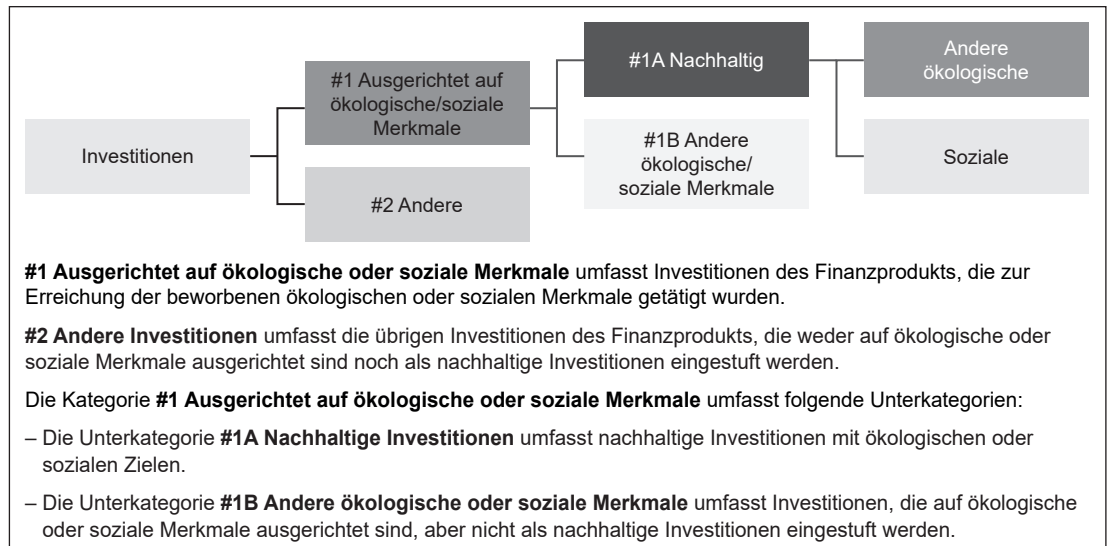 Investitionen
#1 Ausgerichtet auf
ökologische/soziale
Merkmale
#2 Andere
#1A Nachhaltig
#1B Andere
ökologische/
soziale Merkmale
Andere
ökologische
Soziale
#1 Ausgerichtet auf ökologische oder soziale Merkmale umfasst Investitionen des Finanzprodukts, die zur
Erreichung der beworbenen ökologischen oder sozialen Merkmale getätigt wurden.
#2 Andere Investitionen umfasst die übrigen Investitionen des Finanzprodukts, die weder auf ökologische oder
soziale Merkmale ausgerichtet sind noch als nachhaltige Investitionen eingestuft werden.
Die Kategorie #1 Ausgerichtet auf ökologische oder soziale Merkmale umfasst folgende Unterkategorien:
– Die Unterkategorie #1A Nachhaltige Investitionen umfasst nachhaltige Investitionen mit ökologischen oder
sozialen Zielen.
– Die Unterkategorie #1B Andere ökologische oder soziale Merkmale umfasst Investitionen, die auf ökologische
oder soziale Merkmale ausgerichtet sind, aber nicht als nachhaltige Investitionen eingestuft werden.